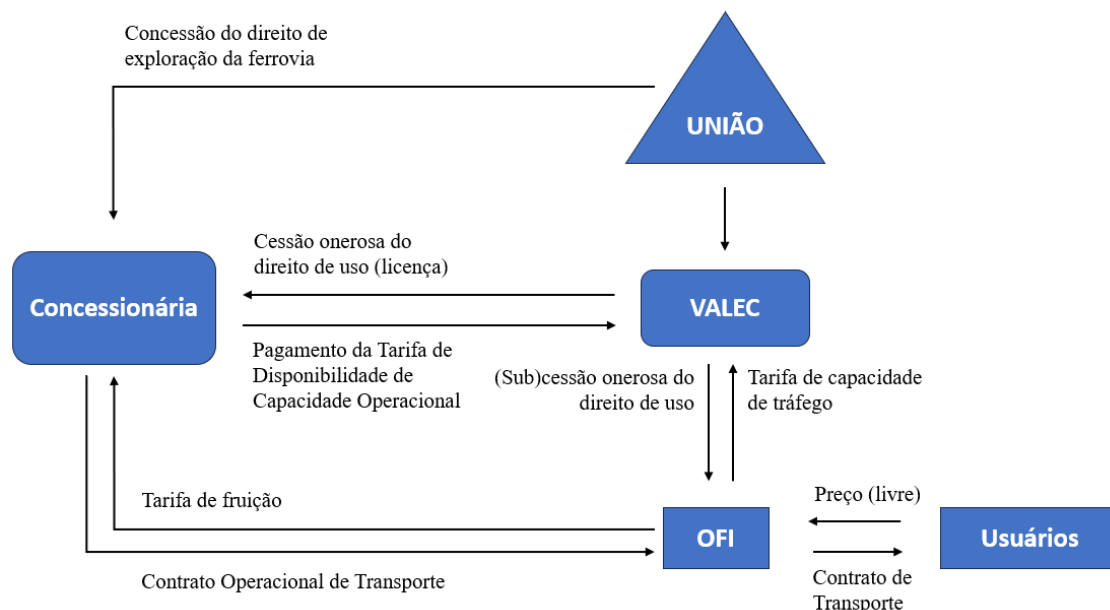 Concessão do direito de
exploração da ferrovia
UNIÃO
Cessão onerosa do
direito de uso (licença)
Concessionária
VALEC
Pagamento da Tarifa de
Disponibilidade de
Capacidade Operacional
(Sub)cessão onerosa do
direito de uso
Tarifa de capacidade
de tráfego
Tarifa de fruição
Preço (livre)
OFI
Usuários
Contrato Operacional de Transporte
Contrato de
Transporte